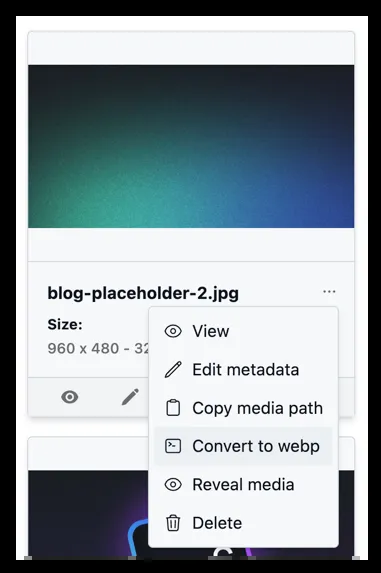 blog-placeholder-2.jpg
Size:
960 x 480 - 32
View
Edit metadata
Copy media path
Convert to webp
Reveal media
Delete